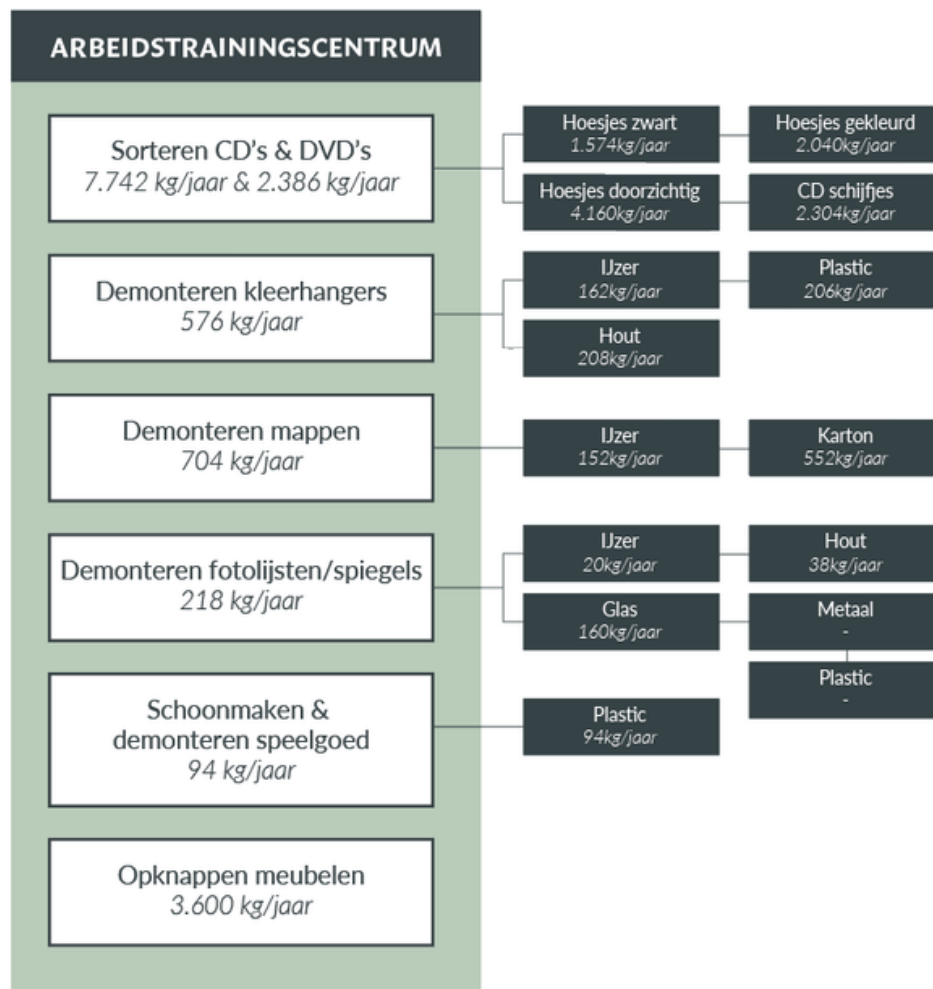 ARBEIDSTRAININGSCENTRUM
Sorteren CD's & DVD's
7.742 kg/jaar & 2.386 kg/jaar
Hoesjes zwart
1.574kg/jaar
Hoesjes gekleurd
2.040kg/jaar
Hoesjes doorzichtig
4.160kg/jaar
CD schijfjes
2.304kg/jaar
Demonteren kleerhangers
576 kg/jaar
IJzer
162kg/jaar
Plastic
206kg/jaar
Hout
208kg/jaar
Demonteren mappen
704 kg/jaar
IJzer
152kg/jaar
Karton
552kg/jaar
Demonteren fotolijsten/spiegels
218 kg/jaar
IJzer
20kg/jaar
Hout
38kg/jaar
Glas
160kg/jaar
Metaal
-
Plastic
-
Schoonmaken &
demonteren speelgoed
94 kg/jaar
Plastic
94kg/jaar
Opknappen meubelen
3.600 kg/jaar